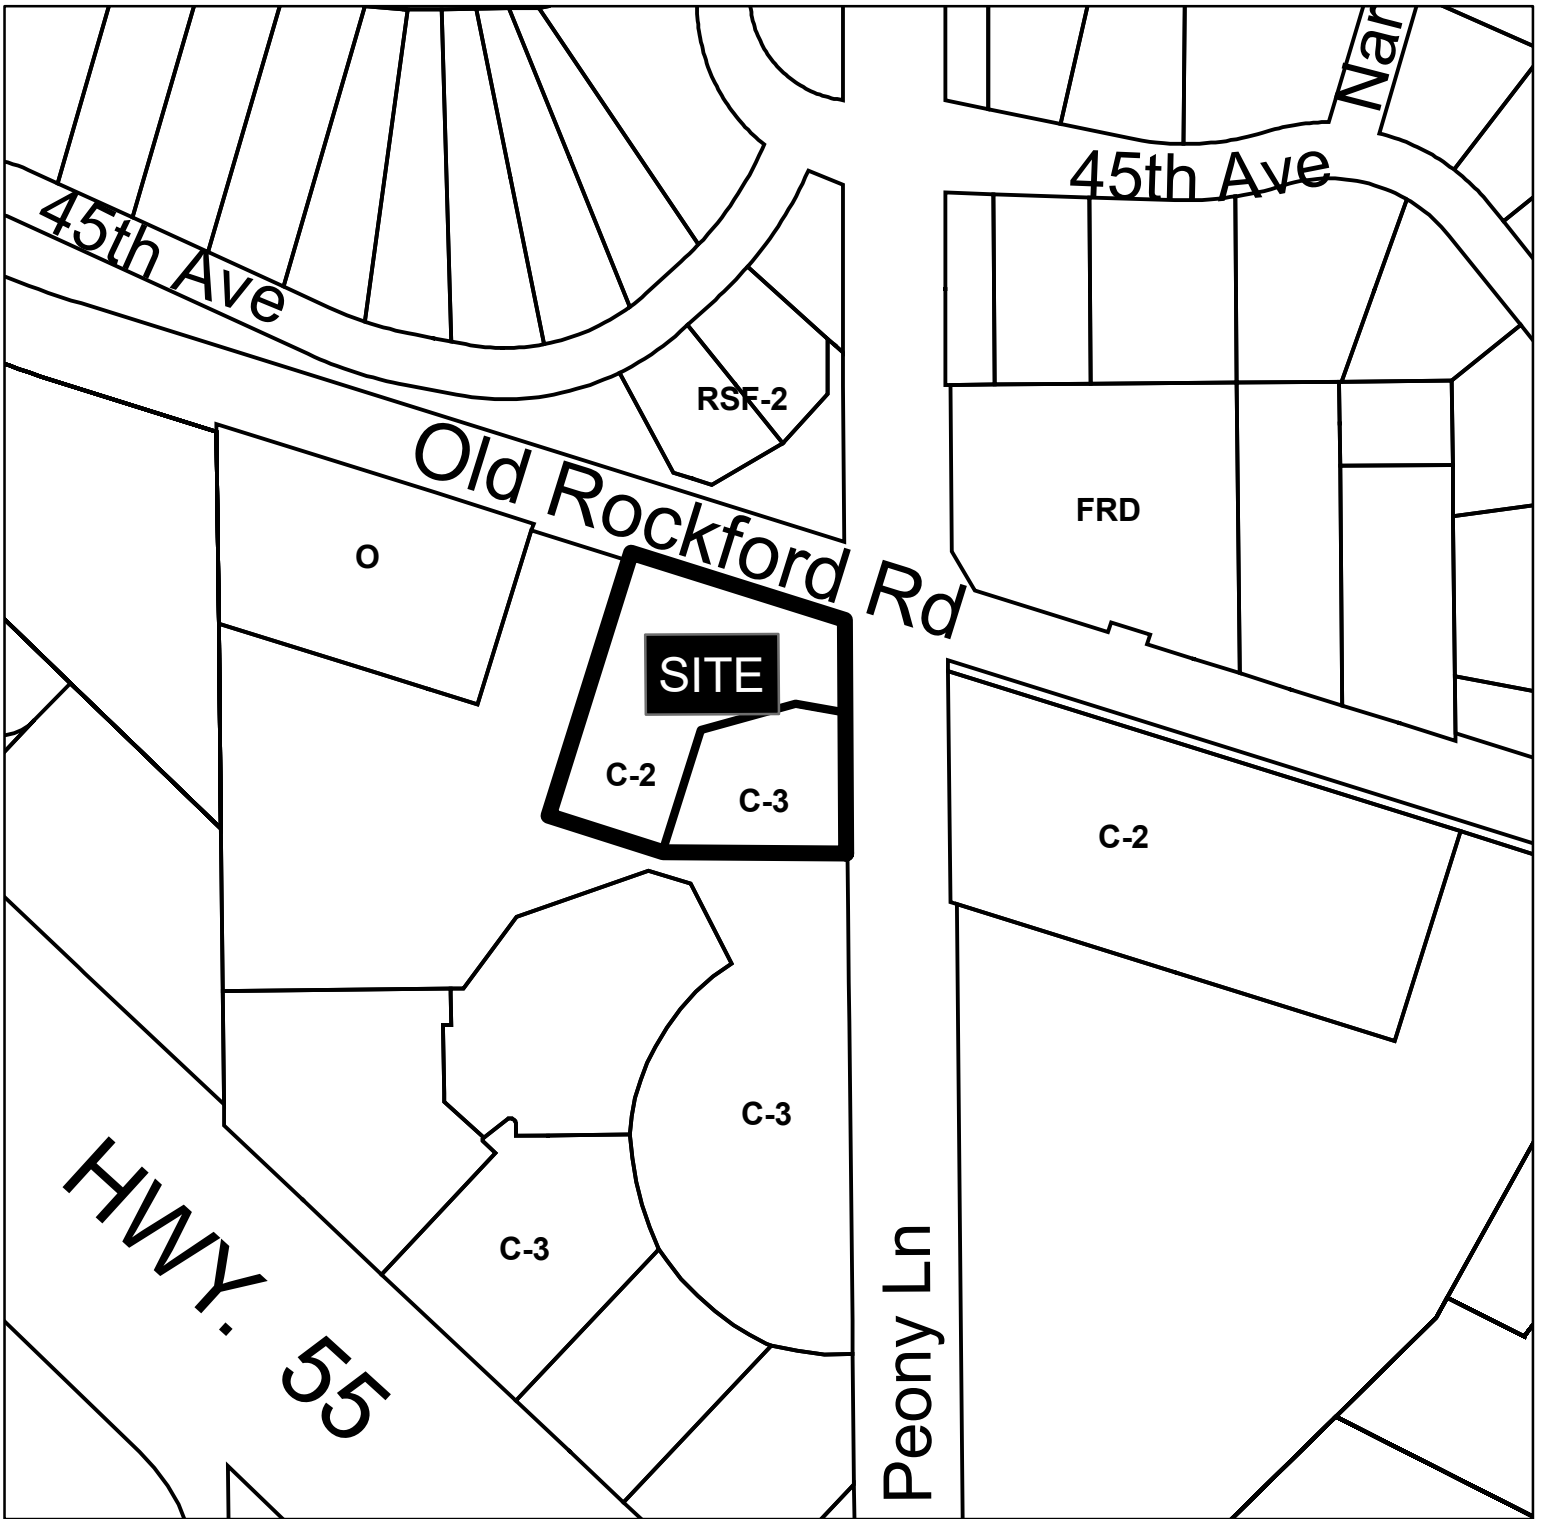 Nar
45th Ave
45th Ave
RSF-2
Old Rockford Rd
FRD
O
SITE
C-2
C-3
C-2
C-3
C-3
HWY. 55
Peony Ln